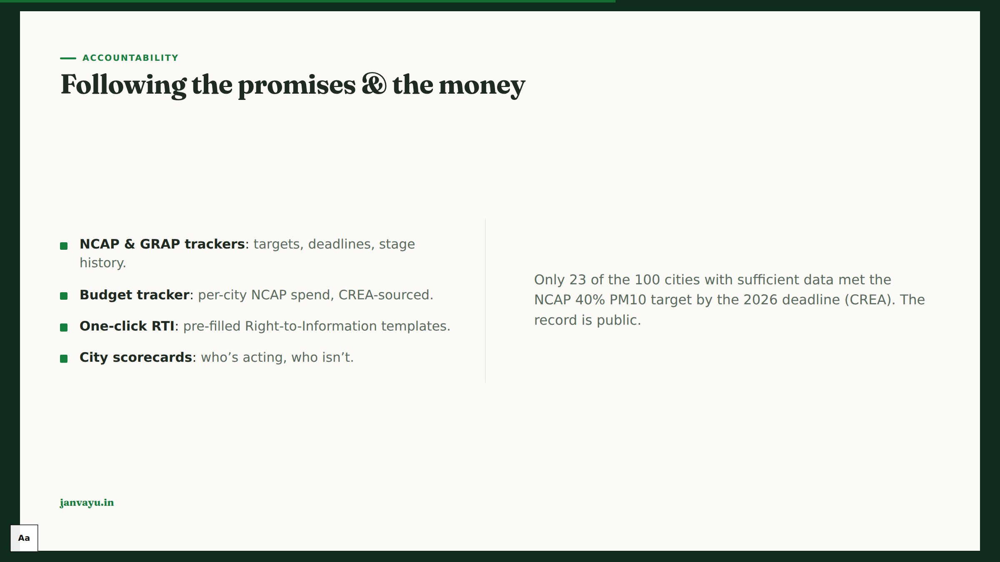 ACCOUNTABILITY
Following the promises & the money
NCAP & GRAP trackers: targets, deadlines, stage
history.
Budget tracker: per-city NCAP spend, CREA-sourced.
One-click RTI: pre-filled Right-to-Information templates.
City scorecards: who’s acting, who isn’t.
Only 23 of the 100 cities with sufficient data met the
NCAP 40% PM10 target by the 2026 deadline (CREA). The
record is public.
janvayu.in
Aa